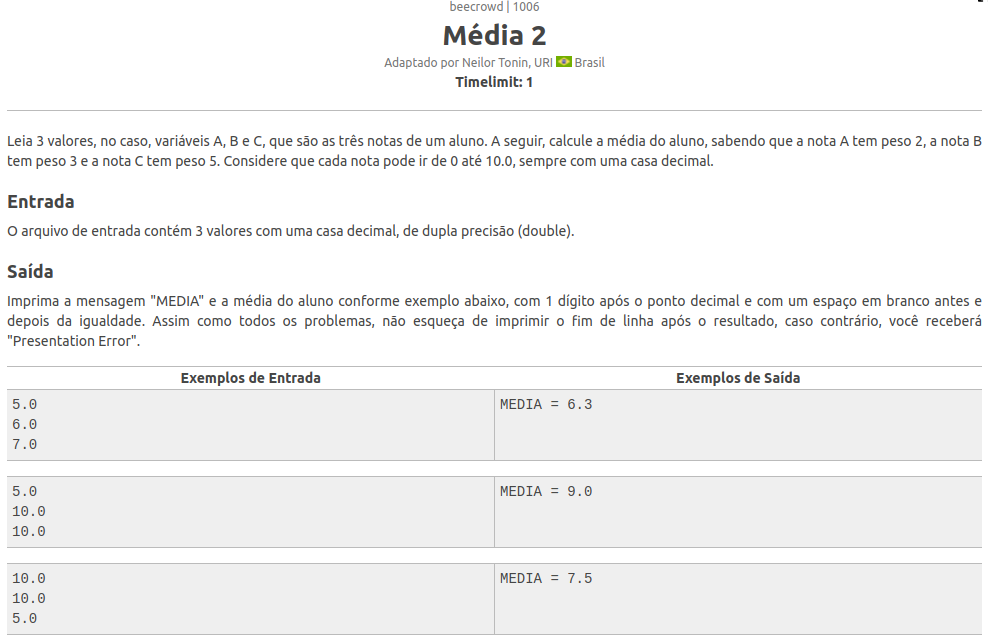 beecrowd | 1006
Média 2
Adaptado por Neilor Tonin, URI Brasil
Timelimit: 1
Leia 3 valores, no caso, variáveis A, B e C, que são as três notas de um aluno. A seguir, calcule a média do aluno, sabendo que a nota A tem peso 2, a nota B
tem peso 3 e a nota C tem peso 5. Considere que cada nota pode ir de 0 até 10.0, sempre com uma casa decimal.
Entrada
O arquivo de entrada contém 3 valores com uma casa decimal, de dupla precisão (double).
Saída
Imprima a mensagem "MEDIA" e a média do aluno conforme exemplo abaixo, com 1 dígito após o ponto decimal e com um espaço em branco antes e
depois da igualdade. Assim como todos os problemas, não esqueça de imprimir o fim de linha após o resultado, caso contrário, você receberá
"Presentation Error".
Exemplos de Entrada
Exemplos de Saída
5.0
6.0
7.0
MEDIA = 6.3
5.0
10.0
10.0
MEDIA = 9.0
10.0
10.0
5.0
MEDIA = 7.5